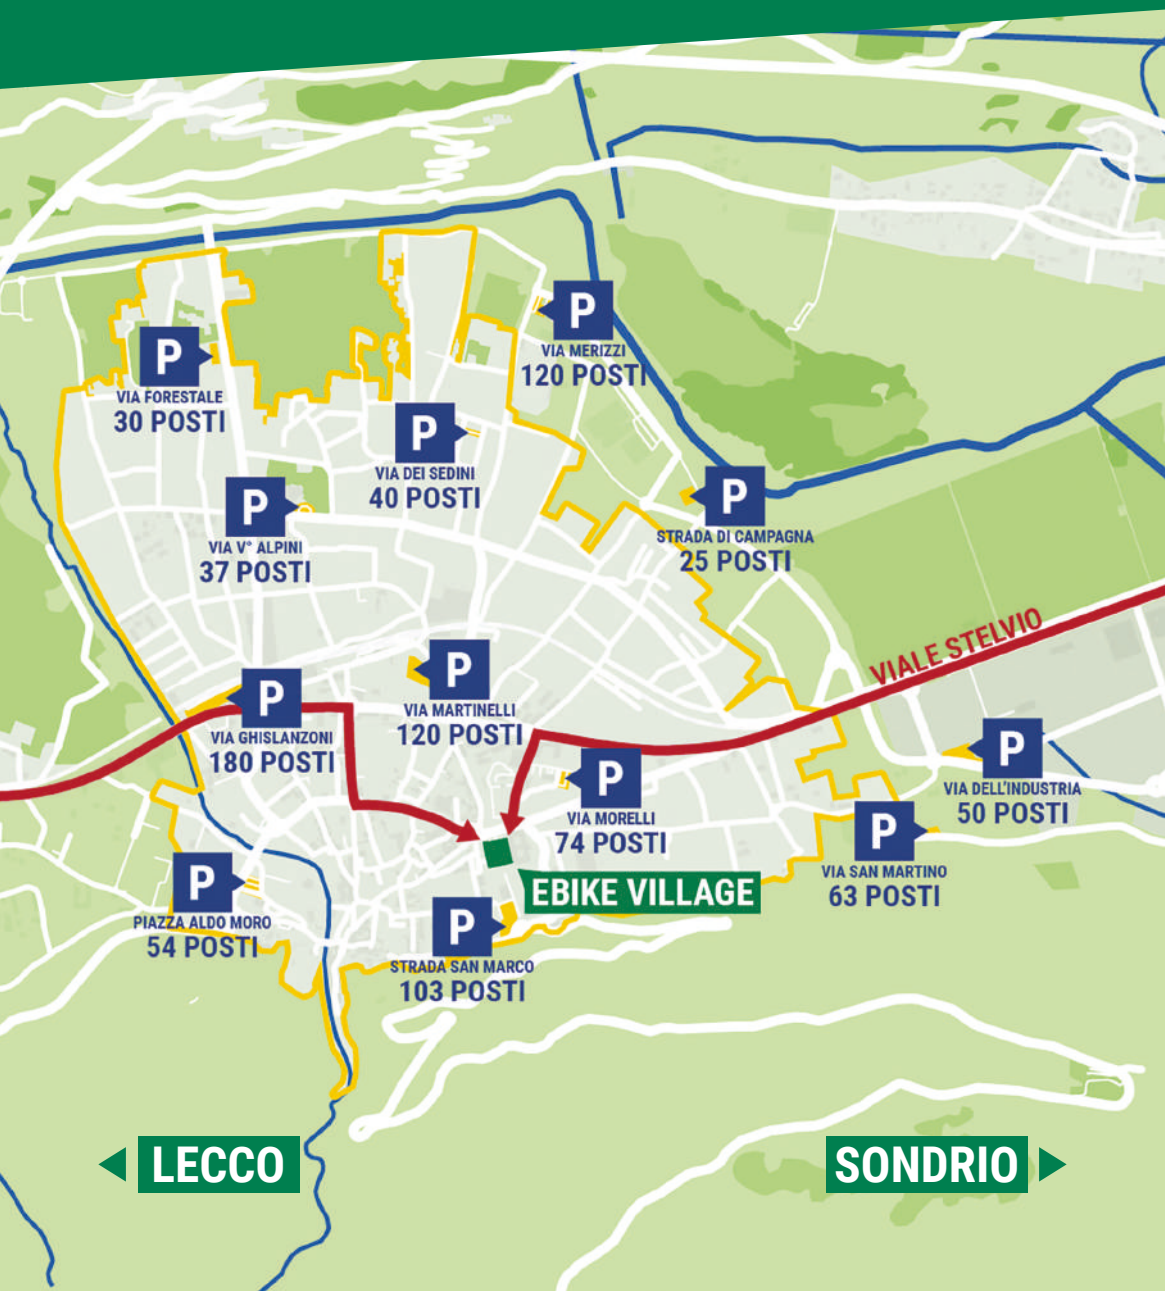 P
VIA MERIZZI
120 POSTI
P
VIA FORESTALE
30 POSTI
P
VIA DEI SEDINI
40 POSTI
P
STRADA DI CAMPAGNA
25 POSTI
P
VIA V° ALPINI
37 POSTI
VIALE STELVIO
P
VIA MARTINELLI
120 POSTI
P
VIA GHISLANZONI
180 POSTI
P
VIA DELL'INDUSTRIA
50 POSTI
P
VIA MORELLI
74 POSTI
P
VIA SAN MARTINO
63 POSTI
EBIKE VILLAGE
P
PIAZZA ALDO MORO
54 POSTI
P
STRADA SAN MARCO
103 POSTI
LECCO
SONDRIO